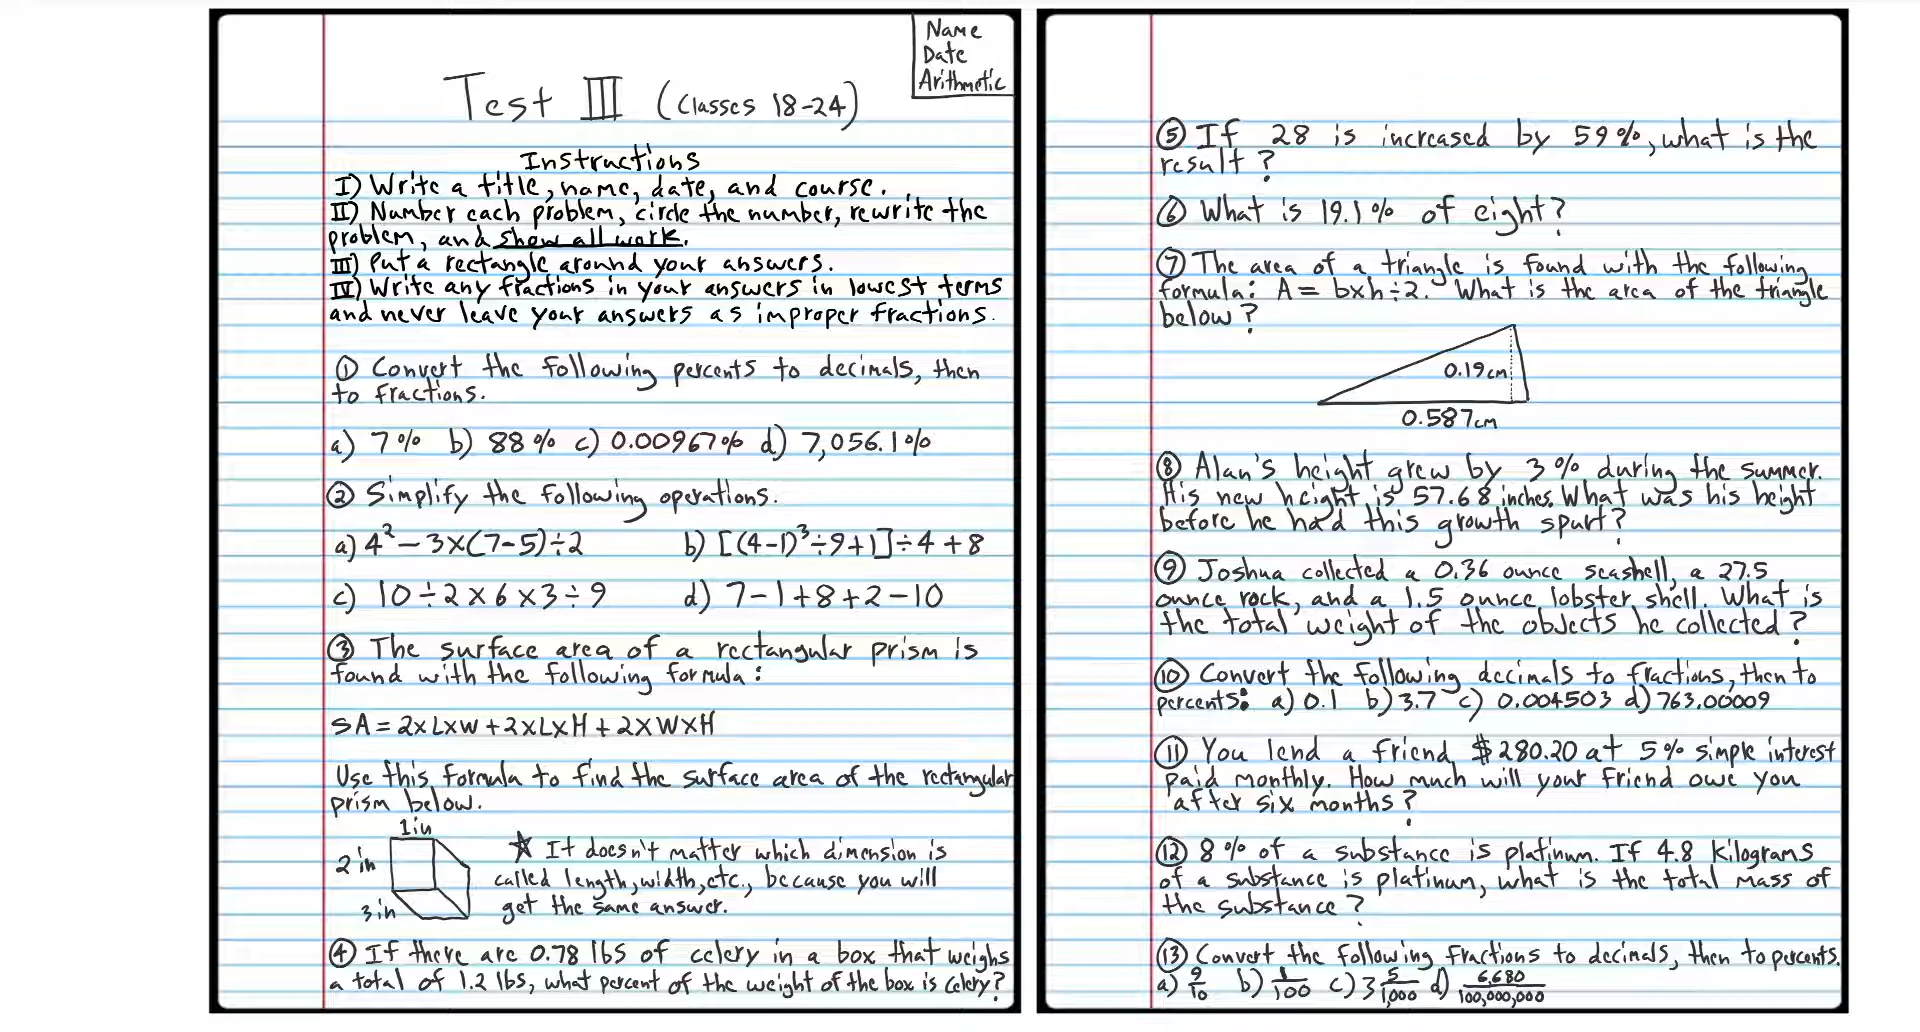 Name
Date
Arithmetic
Test III (Classes 18-24)
Instructions
I) Write a title, name, date, and course.
II) Number each problem, circle the number, rewrite the
problem, and show all work.
III) Put a rectangle around your answers.
IV) Write any fractions in your answers in lowest terms
and never leave your answers as improper fractions.
① Convert the following percents to decimals, then
to fractions.
a) 7% b) 88% c) 0.00967% d) 7,056.1%
② Simplify the following operations.
a) 4² − 3×(7−5)÷2 b) [(4−1)³÷9+1]÷4+8
c) 10÷2×6×3÷9 d) 7−1+8+2−10
③ The surface area of a rectangular prism is
found with the following formula:
SA = 2×L×W + 2×L×H + 2×W×H
Use this formula to find the surface area of the rectangular
prism below.
1in
2 in
3 in
★ It doesn't matter which dimension is
called length, width, etc., because you will
get the same answer.
④ If there are 0.78 lbs of celery in a box that weighs
a total of 1.2 lbs, what percent of the weight of the box is celery?
⑤ If 28 is increased by 59%, what is the
result?
⑥ What is 19.1% of eight?
⑦ The area of a triangle is found with the following
formula: A = b×h÷2. What is the area of the triangle
below?
0.19cm
0.587cm
⑧ Alan's height grew by 3% during the summer.
His new height is 57.68 inches. What was his height
before he had this growth spurt?
⑨ Joshua collected a 0.36 ounce seashell, a 27.5
ounce rock, and a 1.5 ounce lobster shell. What is
the total weight of the objects he collected?
⑩ Convert the following decimals to fractions, then to
percents: a) 0.1 b) 3.7 c) 0.004503 d) 763.00009
⑪ You lend a friend $280.20 at 5% simple interest
paid monthly. How much will your friend owe you
after six months?
⑫ 8% of a substance is platinum. If 4.8 kilograms
of a substance is platinum, what is the total mass of
the substance?
⑬ Convert the following fractions to decimals, then to percents.
a) 9/10 b) 1/100 c) 3 5/1,000 d) 6,680/100,000,000